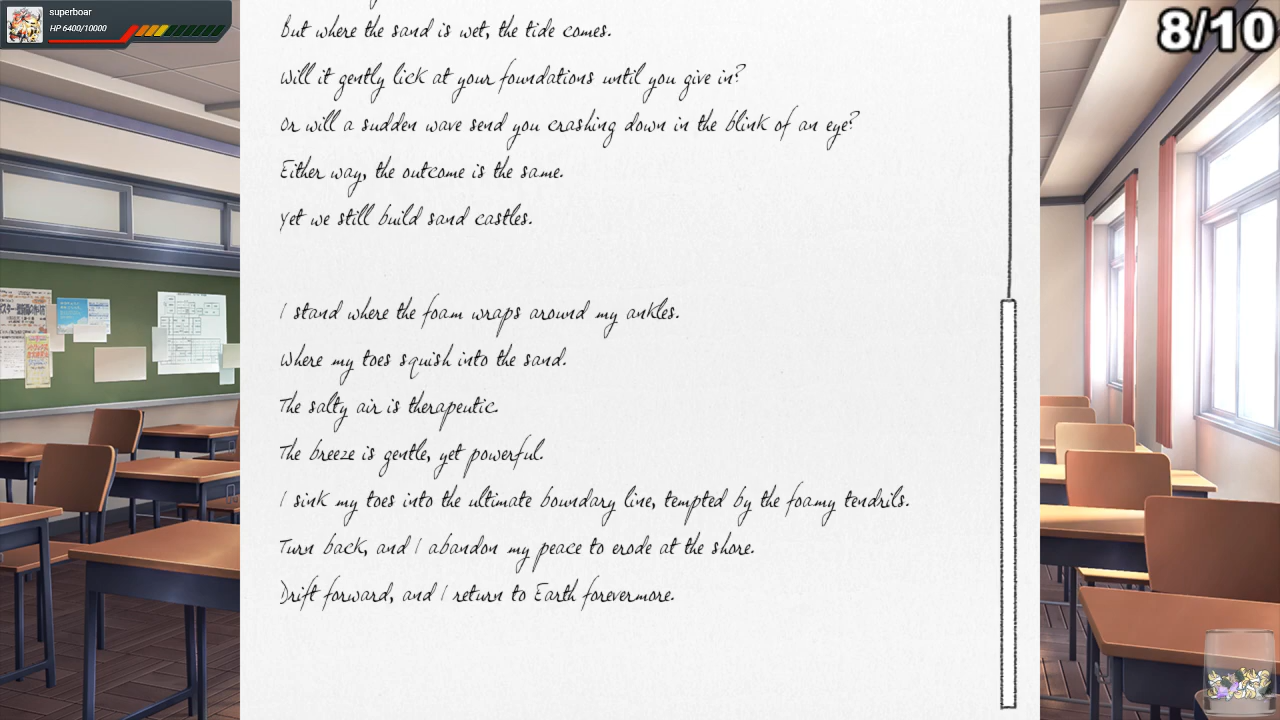 superboar
HP 6400/10000
8/10
But where the sand is wet, the tide comes.
Will it gently lick at your foundations until you give in?
Or will a sudden wave send you crashing down in the blink of an eye?
Either way, the outcome is the same.
Yet we still build sand castles.
I stand where the foam wraps around my ankles.
Where my toes squish into the sand.
The salty air is therapeutic.
The breeze is gentle, yet powerful.
I sink my toes into the ultimate boundary line, tempted by the foamy tendrils.
Turn back, and I abandon my peace to erode at the shore.
Drift forward, and I return to Earth forevermore.